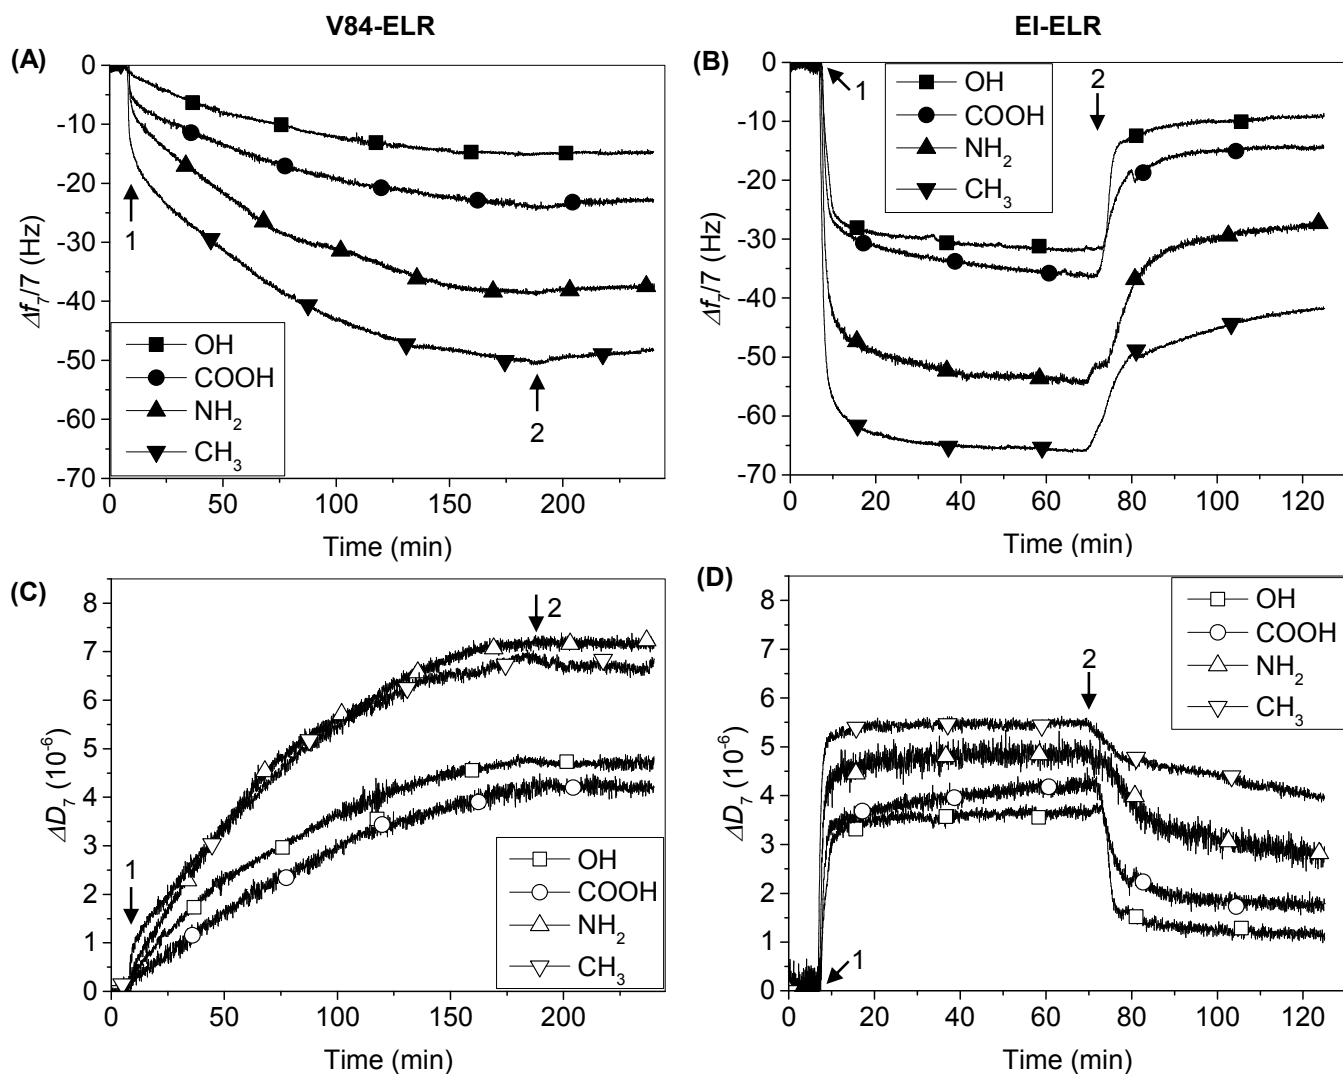 V84-ELR
EI-ELR
(A)
0
-10
-20
-30
-40
-50
-60
-70
Δf₇/7 (Hz)
1
2
OH
COOH
NH₂
CH₃
0 50 100 150 200
Time (min)
(B)
0
-10
-20
-30
-40
-50
-60
-70
Δf₇/7 (Hz)
1
2
OH
COOH
NH₂
CH₃
0 20 40 60 80 100 120
Time (min)
(C)
8
7
6
5
4
3
2
1
0
ΔD₇ (10⁻⁶)
1
2
OH
COOH
NH₂
CH₃
0 50 100 150 200
Time (min)
(D)
8
7
6
5
4
3
2
1
0
ΔD₇ (10⁻⁶)
1
2
OH
COOH
NH₂
CH₃
0 20 40 60 80 100 120
Time (min)